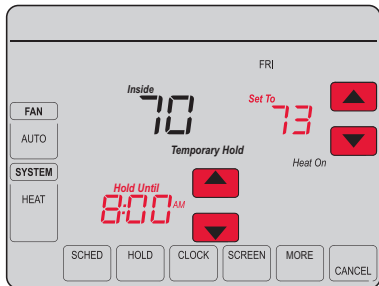 FRI
Inside
70
Set To
73
FAN
AUTO
Temporary Hold
Heat On
SYSTEM
HEAT
Hold Until
8:00 AM
SCHED HOLD CLOCK SCREEN MORE CANCEL